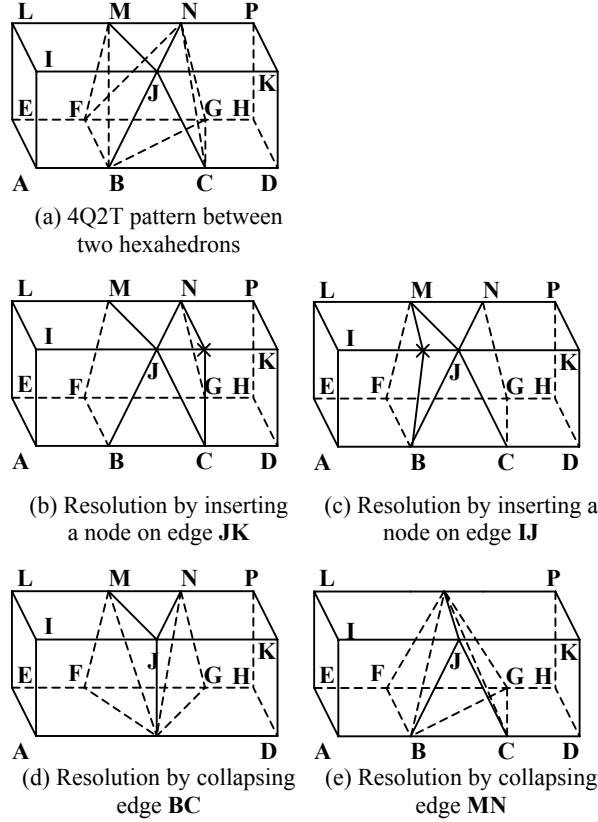 L M N P
I K
E F J G H
A B C D
(a) 4Q2T pattern between
two hexahedrons
L M N P L M N P
I K I K
E F J G H E F J G H
A B C D A B C D
(b) Resolution by inserting
a node on edge JK
(c) Resolution by inserting a
node on edge IJ
L M N P L P
I K I K
E F J G H E F J G H
A D A B C D
(d) Resolution by collapsing
edge BC
(e) Resolution by collapsing
edge MN